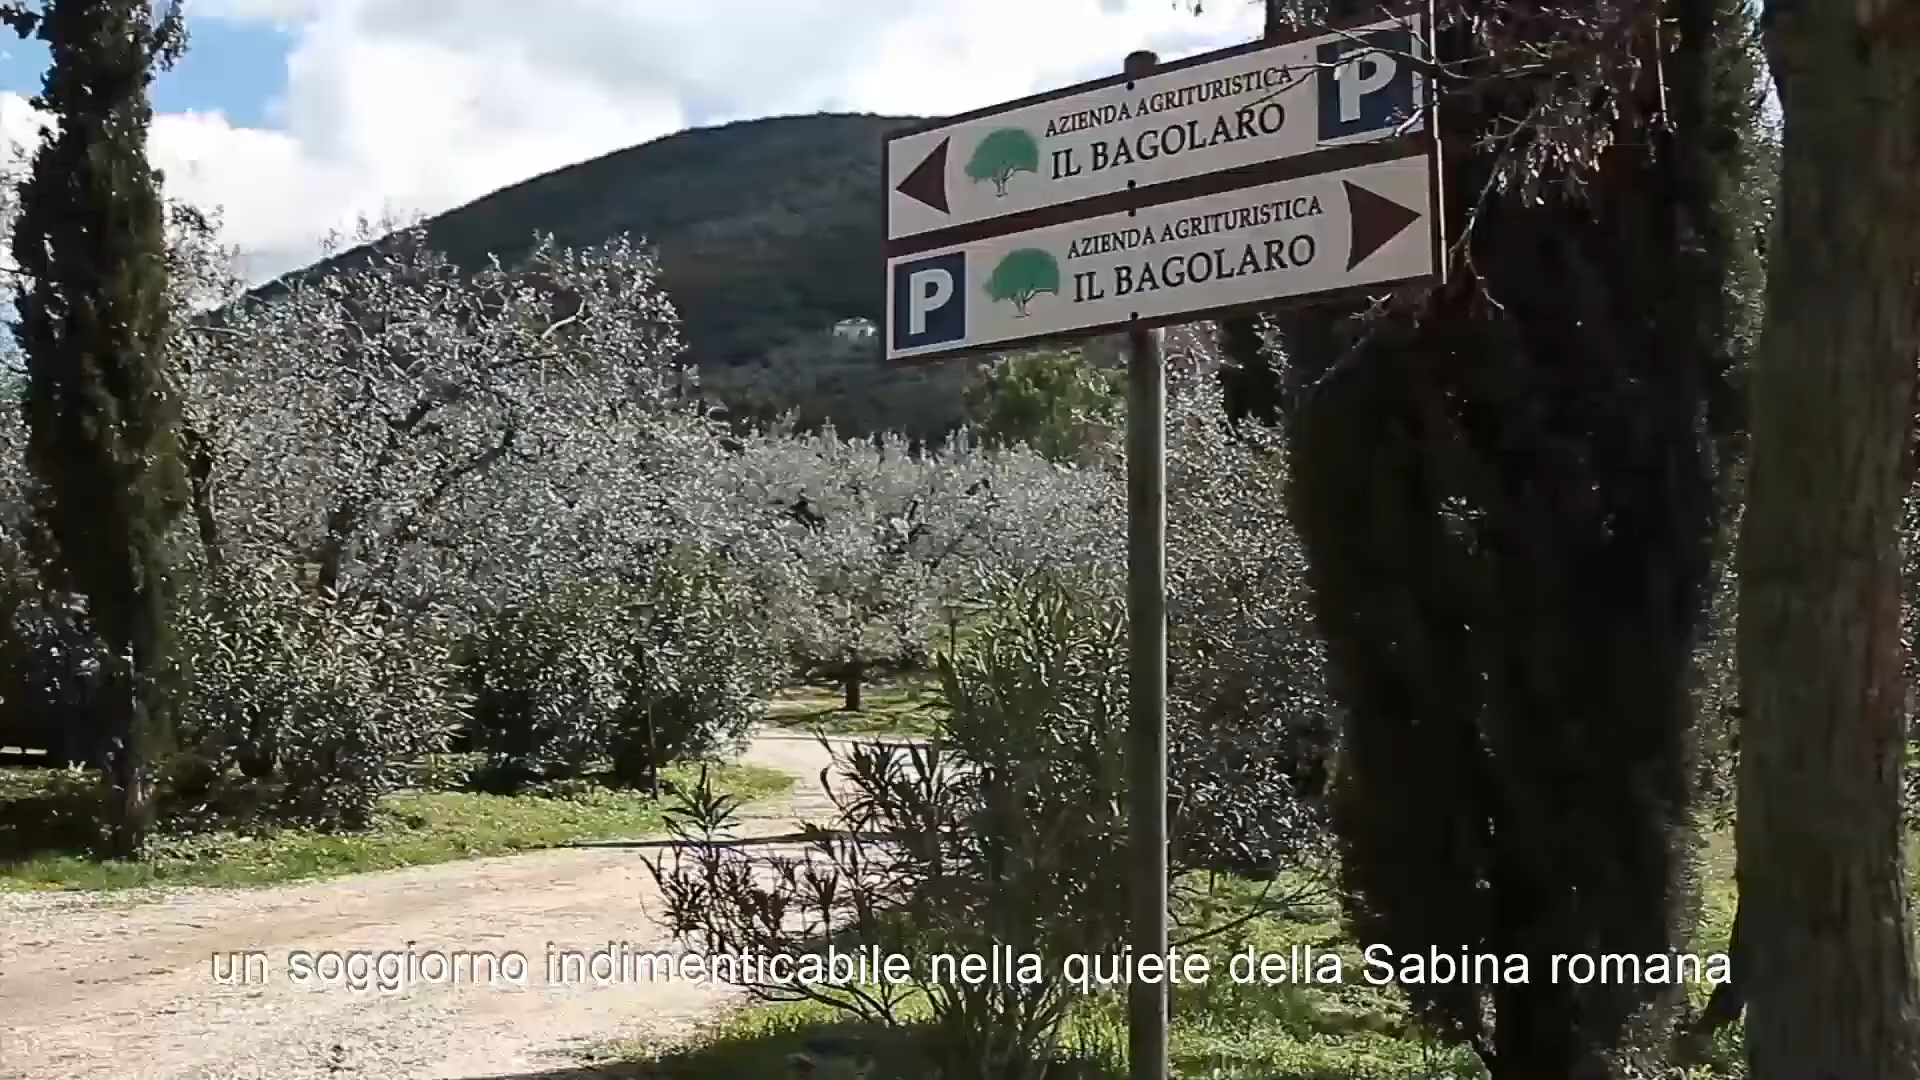 AZIENDA AGRITURISTICA P
IL BAGOLARO
AZIENDA AGRITURISTICA
P IL BAGOLARO
un soggiorno indimenticabile nella quiete della Sabina romana